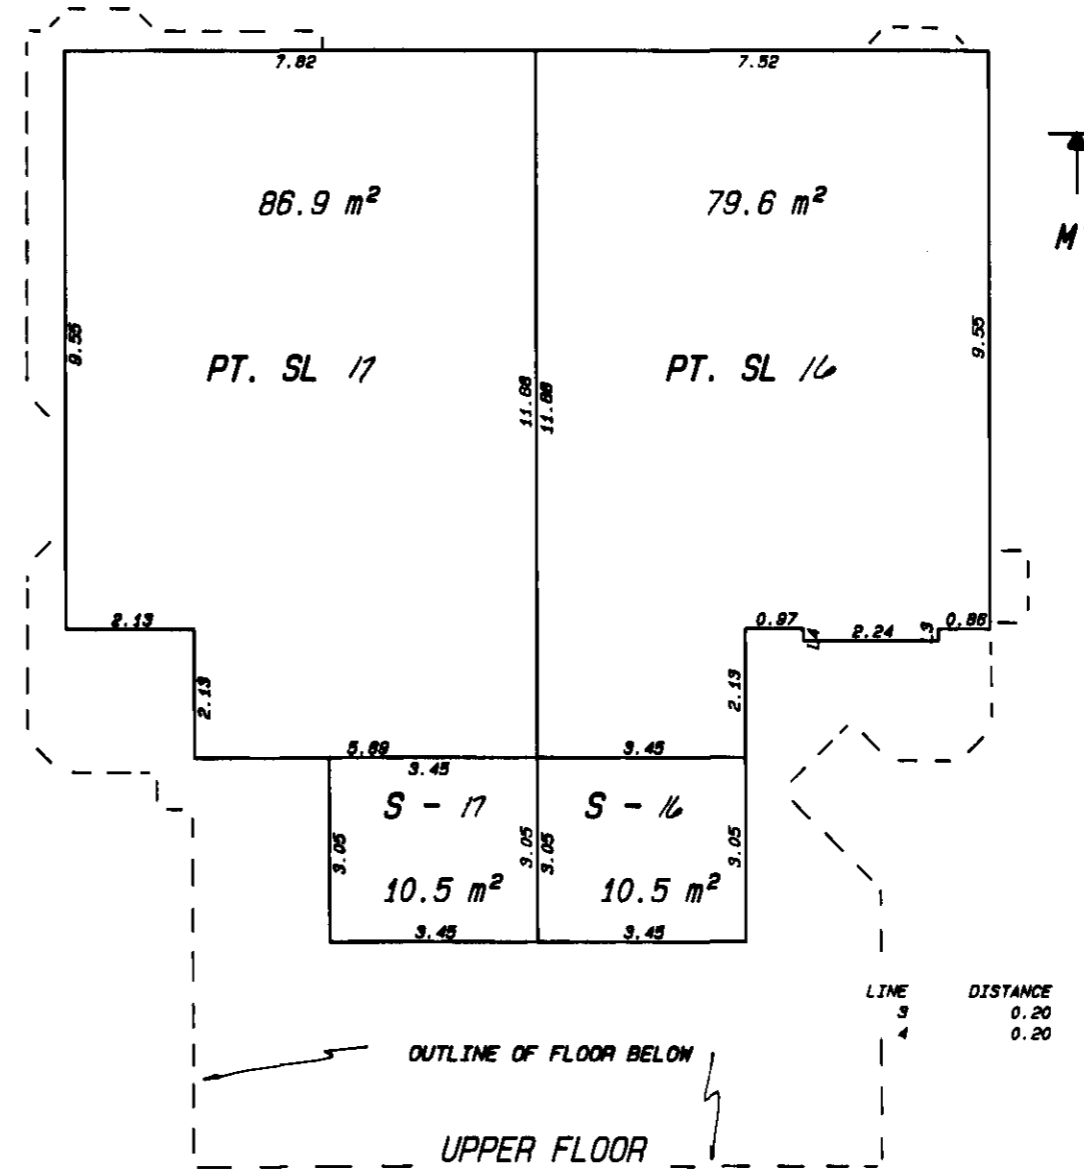 7.82 7.52
86.9 m² 79.6 m²
M
9.55 9.55
PT. SL 17 PT. SL 16
11.68 11.68
2.13 0.97 L4 2.24 L3 0.86
2.13 2.13
5.69 3.45
3.45
S - 17 S - 16
3.05 3.05 3.05 3.05
10.5 m² 10.5 m²
3.45 3.45
LINE DISTANCE
3 0.20
4 0.20
OUTLINE OF FLOOR BELOW
UPPER FLOOR